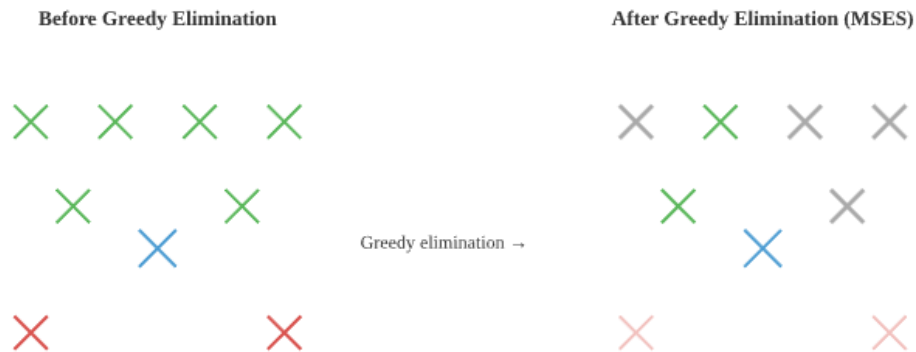 Before Greedy Elimination
After Greedy Elimination (MSES)
Greedy elimination →